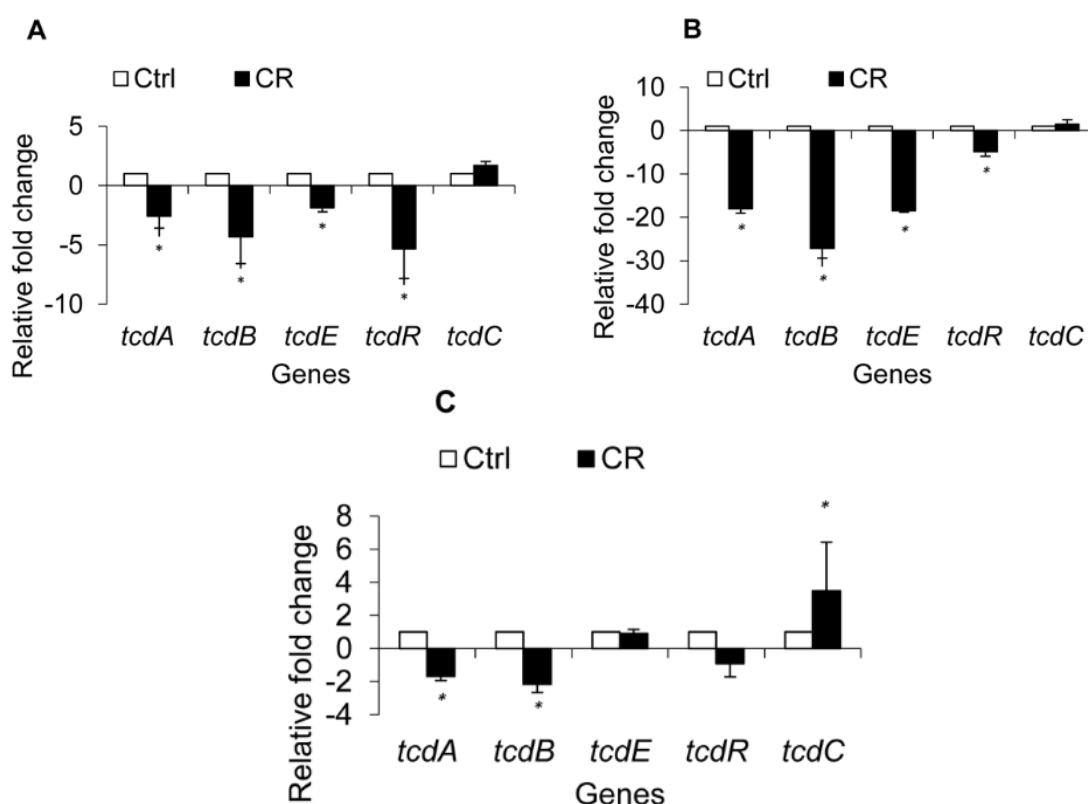 A
Ctrl CR
Relative fold change
5
0
-5
-10
tcdA tcdB tcdE tcdR tcdC
* * * *
Genes
B
Ctrl CR
Relative fold change
10
0
-10
-20
-30
-40
tcdA tcdB tcdE tcdR tcdC
* * * *
Genes
C
Ctrl CR
Relative fold change
8
6
4
2
0
-2
-4
tcdA tcdB tcdE tcdR tcdC
* * *
Genes